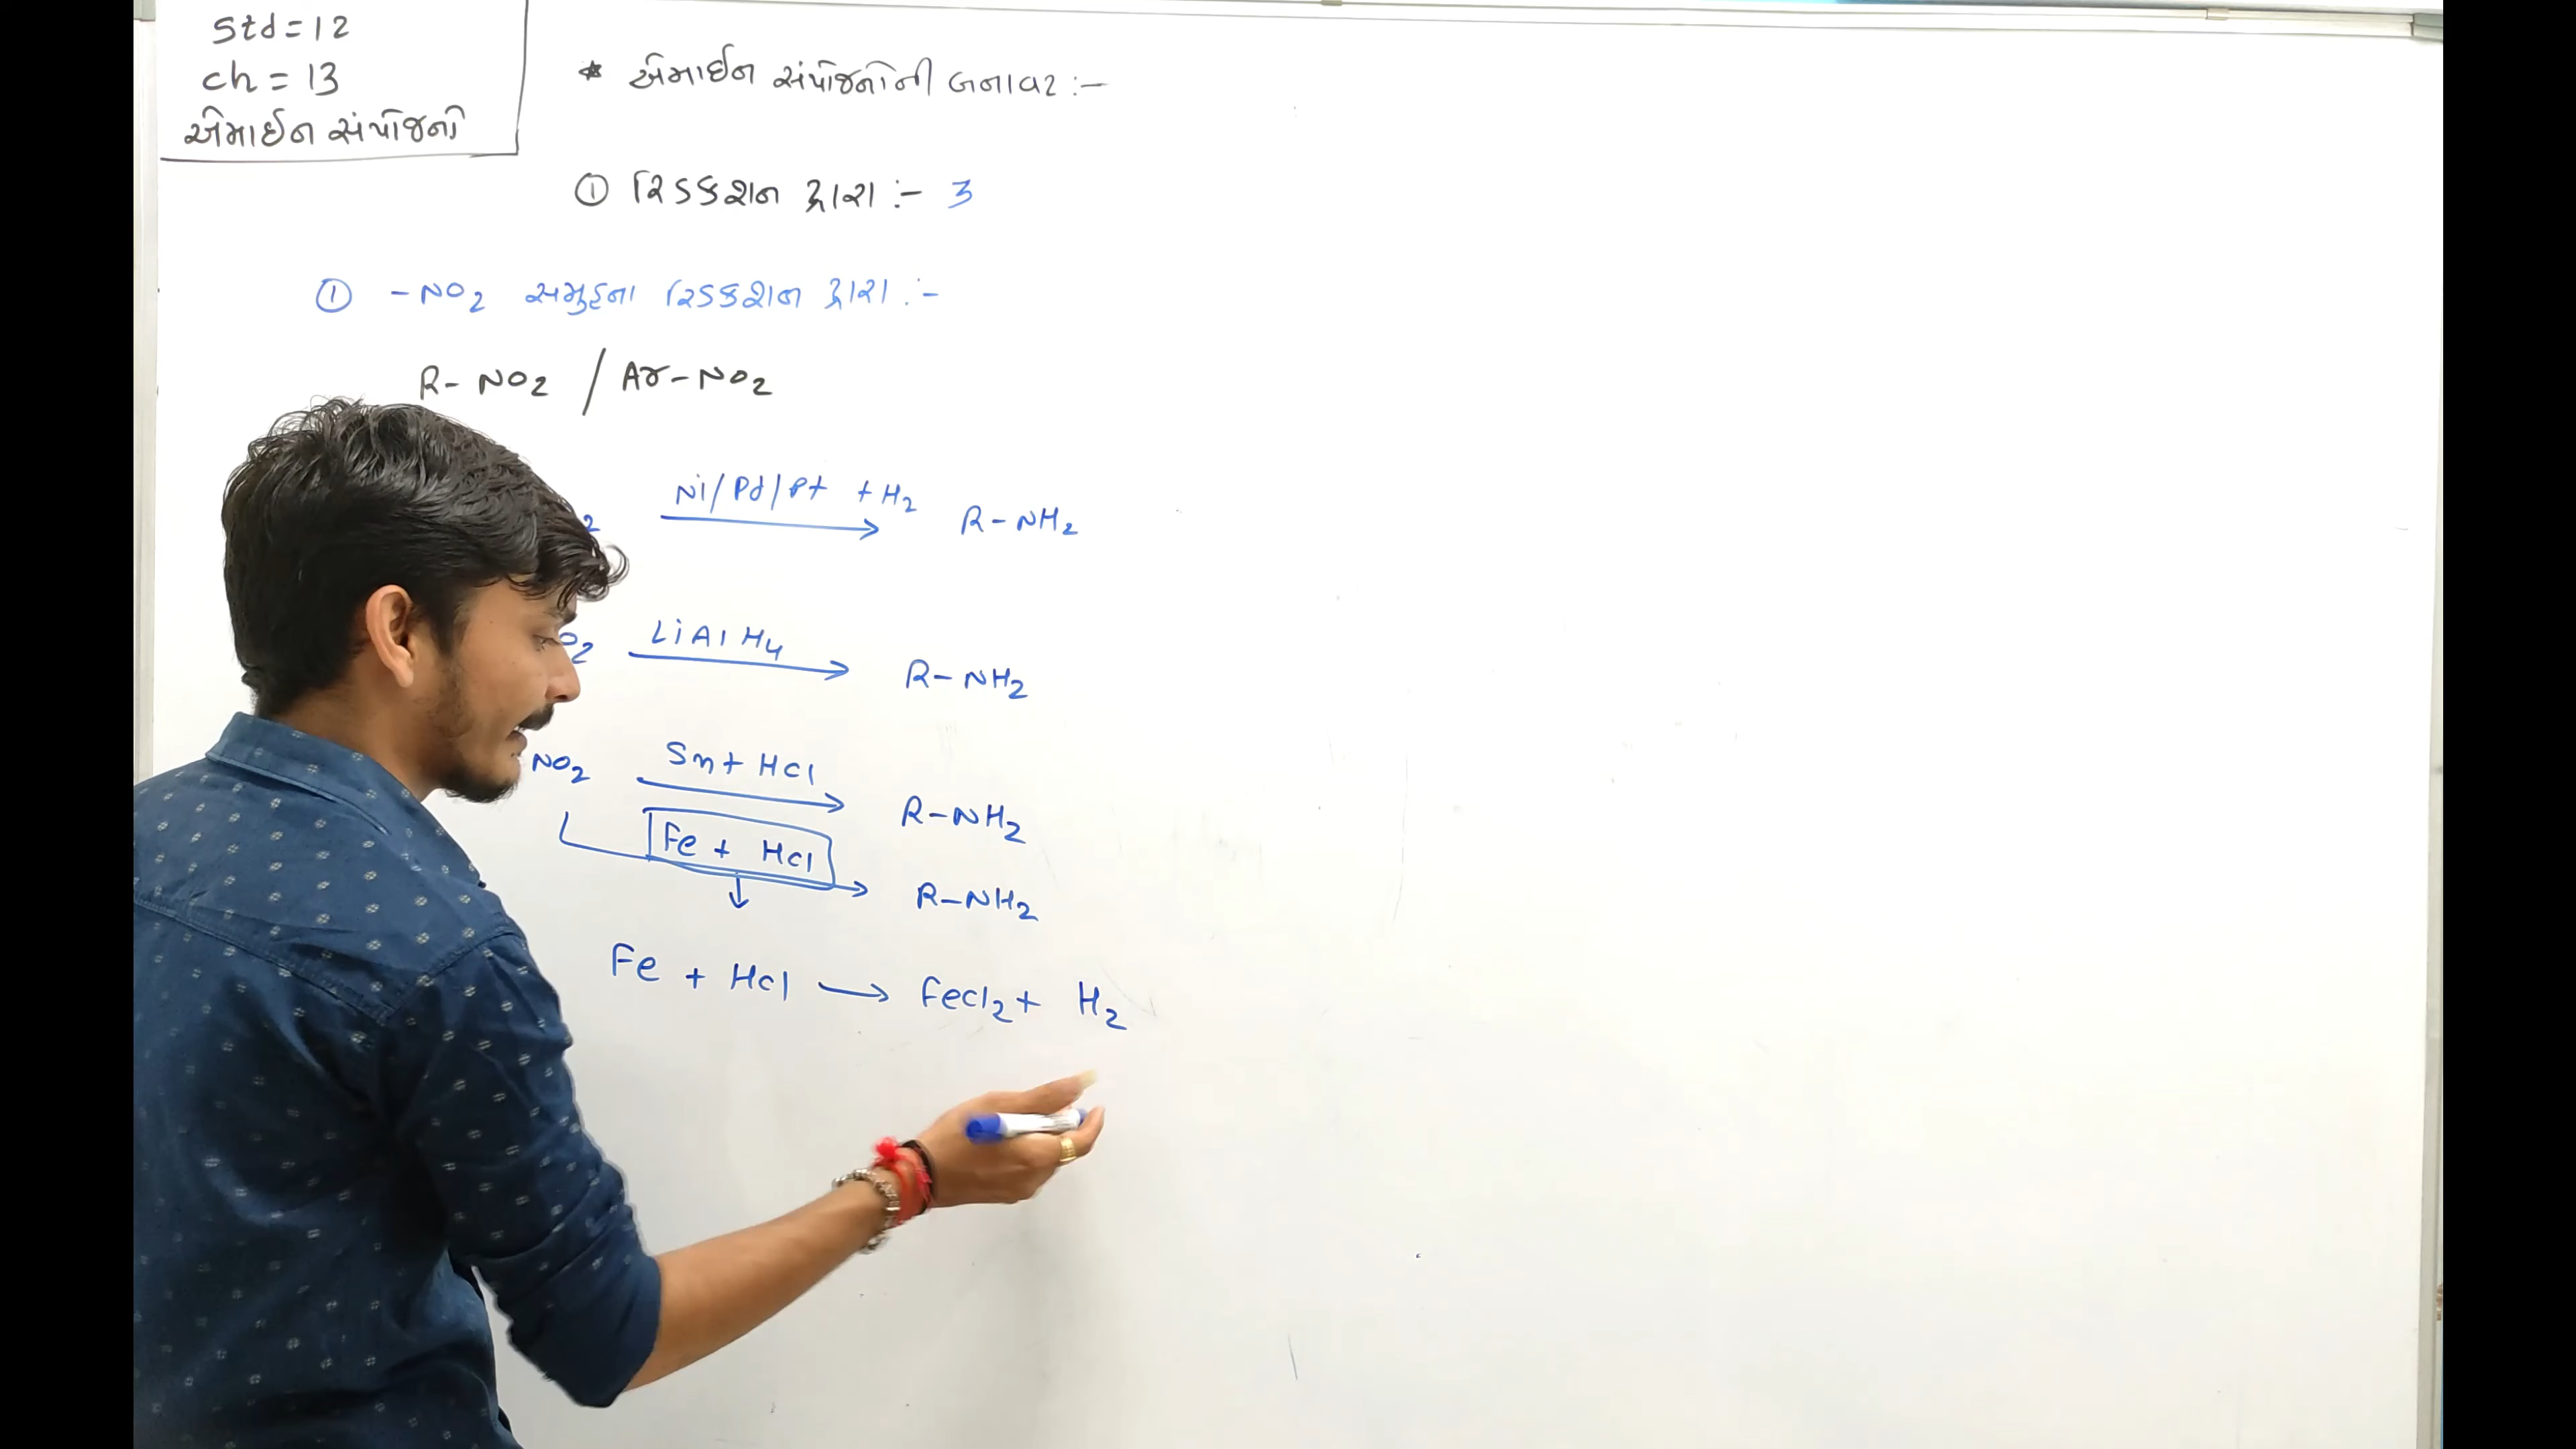 Std = 12
ch = 13
એમાઈન સંયોજનો
* એમાઈન સંયોજનોની બનાવટ :-
① રિડક્શન દ્વારા :- 3
① -NO2 સમુહના રિડક્શન દ્વારા :-
R- NO2 / Ar-NO2
2 Ni/Pd/Pt + H2 R-NH2
O2 LiAlH4 R-NH2
NO2 Sn+ HCl R-NH2
Fe + HCl R-NH2
Fe + HCl → FeCl2 + H2